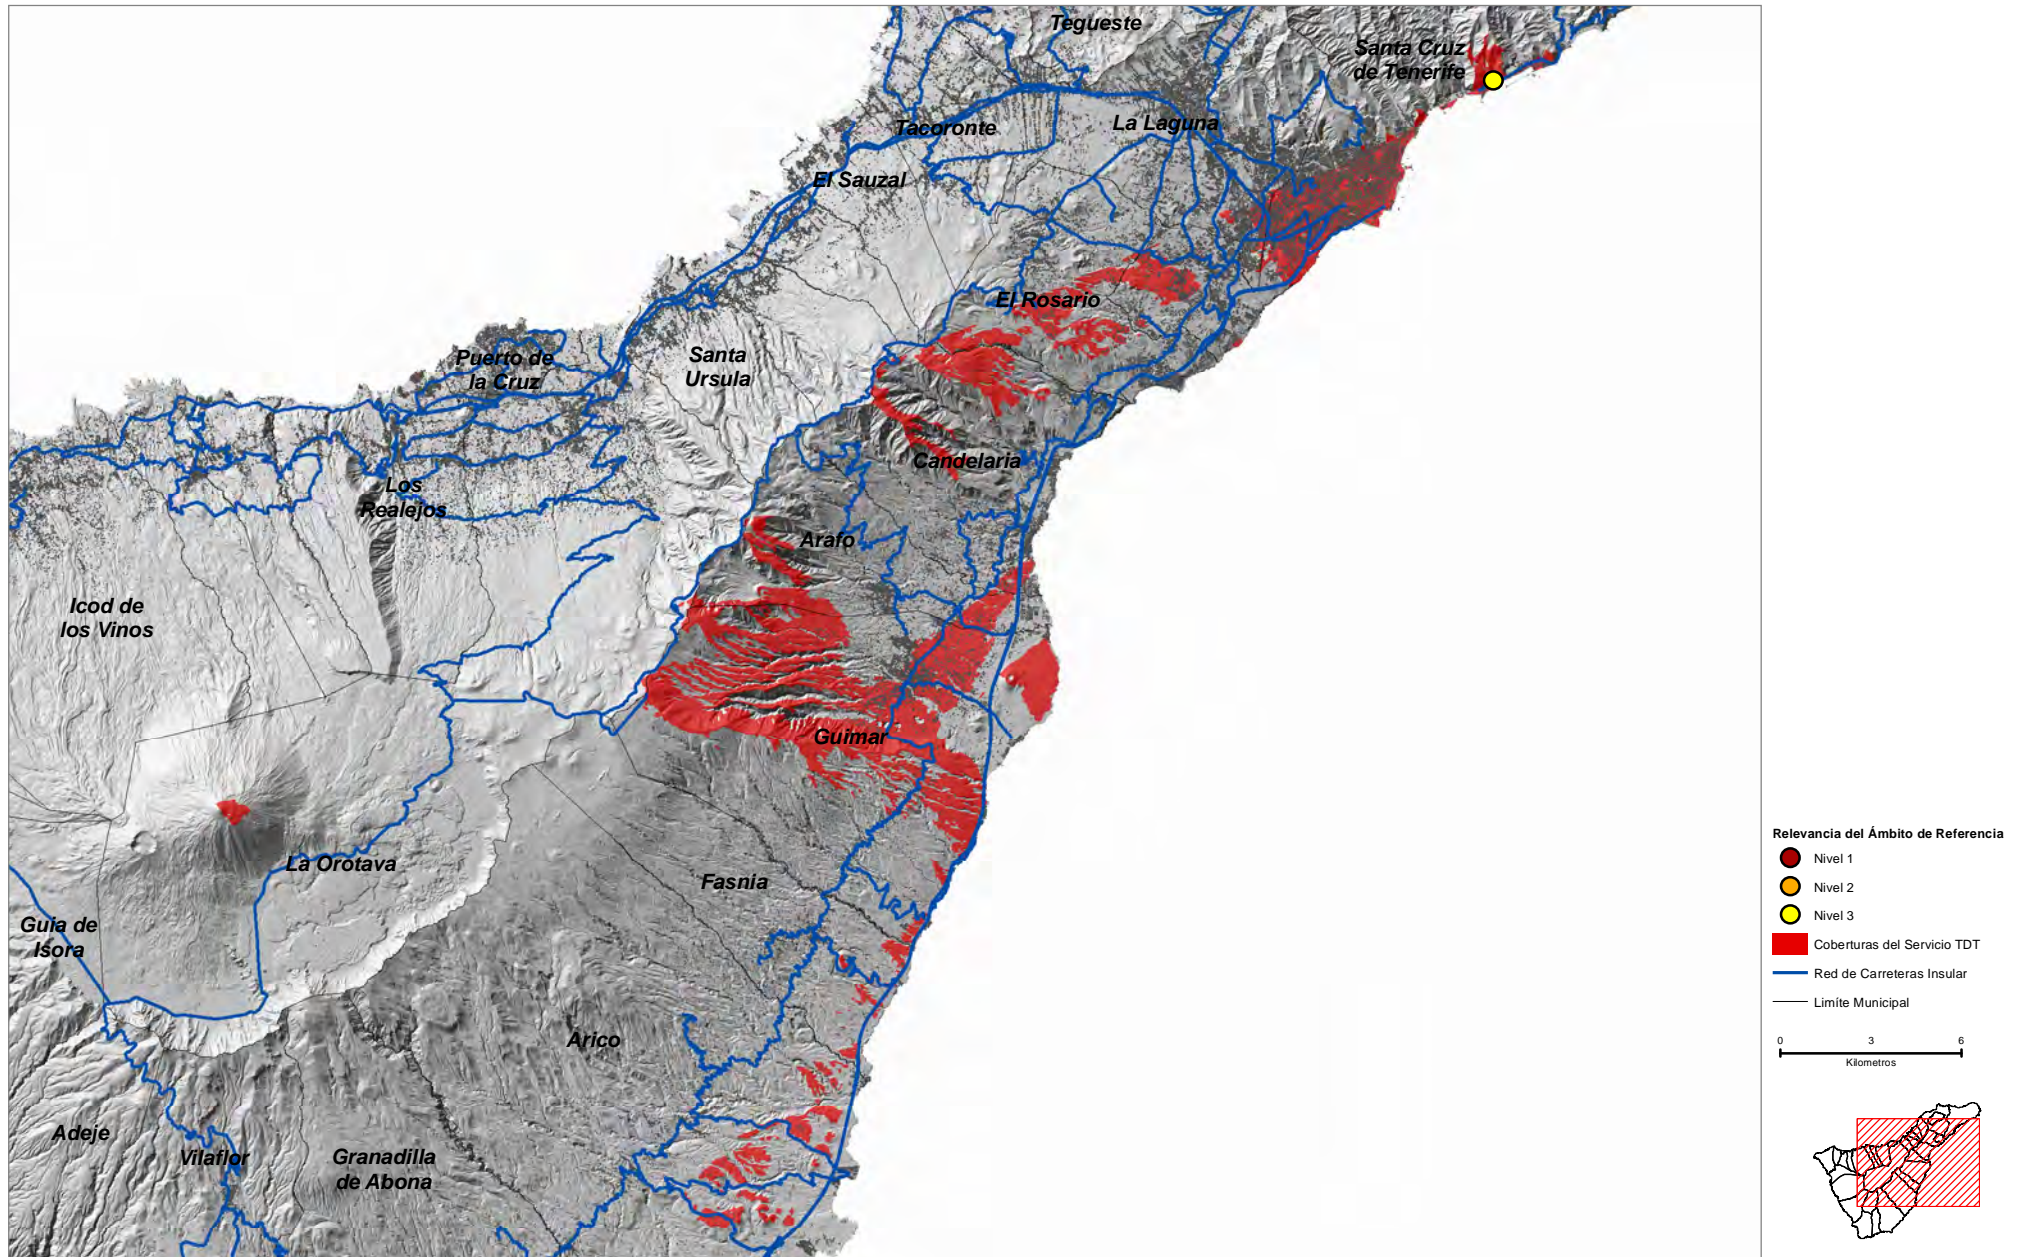 Tegueste
Santa Cruz
de Tenerife
Tacoronte
La Laguna
El Sauzal
El Rosario
Puerto de
la Cruz
Santa
Ursula
Candelaria
Los
Realejos
Arafo
Icod de
los Vinos
Guimar
La Orotava
Fasnia
Guia de
Isora
Arico
Adeje
Vilaflor
Granadilla
de Abona
Relevancia del Ámbito de Referencia
Nivel 1
Nivel 2
Nivel 3
Coberturas del Servicio TDT
Red de Carreteras Insular
Limíte Municipal
0 3 6
Kilometros